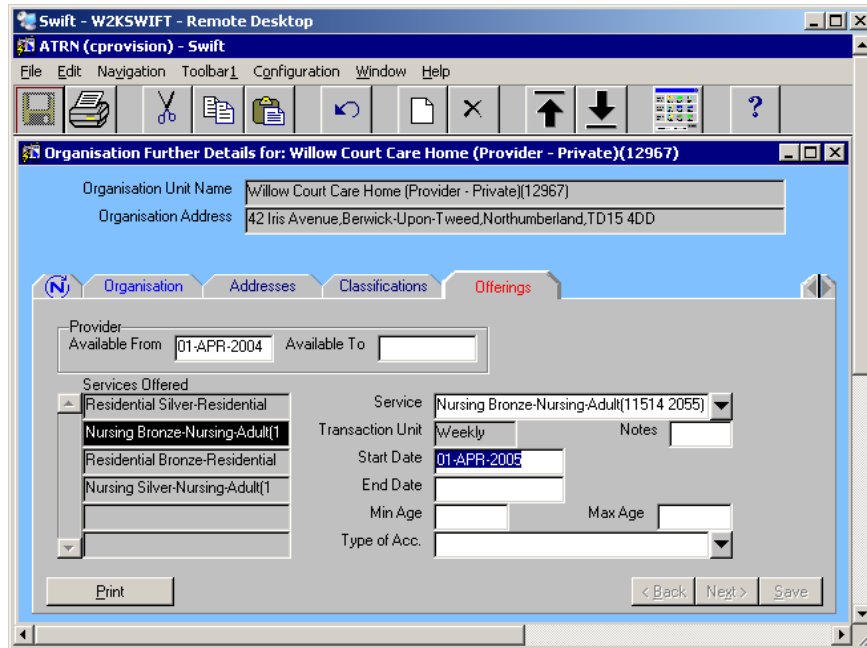 Swift - W2KSWIFT - Remote Desktop
ATRN (cprovision) - Swift
File Edit Navigation Toolbar1 Configuration Window Help
?
Organisation Further Details for: Willow Court Care Home (Provider - Private)(12967)
Organisation Unit Name Willow Court Care Home (Provider - Private)(12967)
Organisation Address 42 Iris Avenue,Berwick-Upon-Tweed,Northumberland,TD15 4DD
N Organisation Addresses Classifications Offerings
Provider
Available From 01-APR-2004 Available To
Services Offered
Residential Silver-Residential
Nursing Bronze-Nursing-Adult(1
Residential Bronze-Residential
Nursing Silver-Nursing-Adult(1
Service Nursing Bronze-Nursing-Adult(11514 2055)
Transaction Unit Weekly Notes
Start Date 01-APR-2005
End Date
Min Age Max Age
Type of Acc.
Print < Back Next > Save